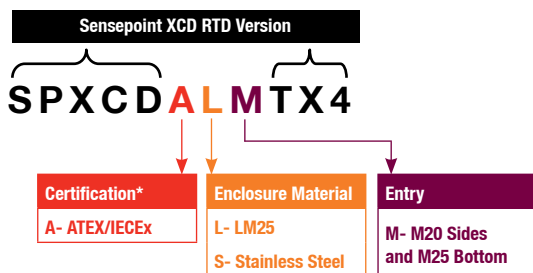 Sensepoint XCD RTD Version
SPXCDALMTX4
Certification*
A- ATEX/IECEx
Enclosure Material
L- LM25
S- Stainless Steel
Entry
M- M20 Sides
and M25 Bottom